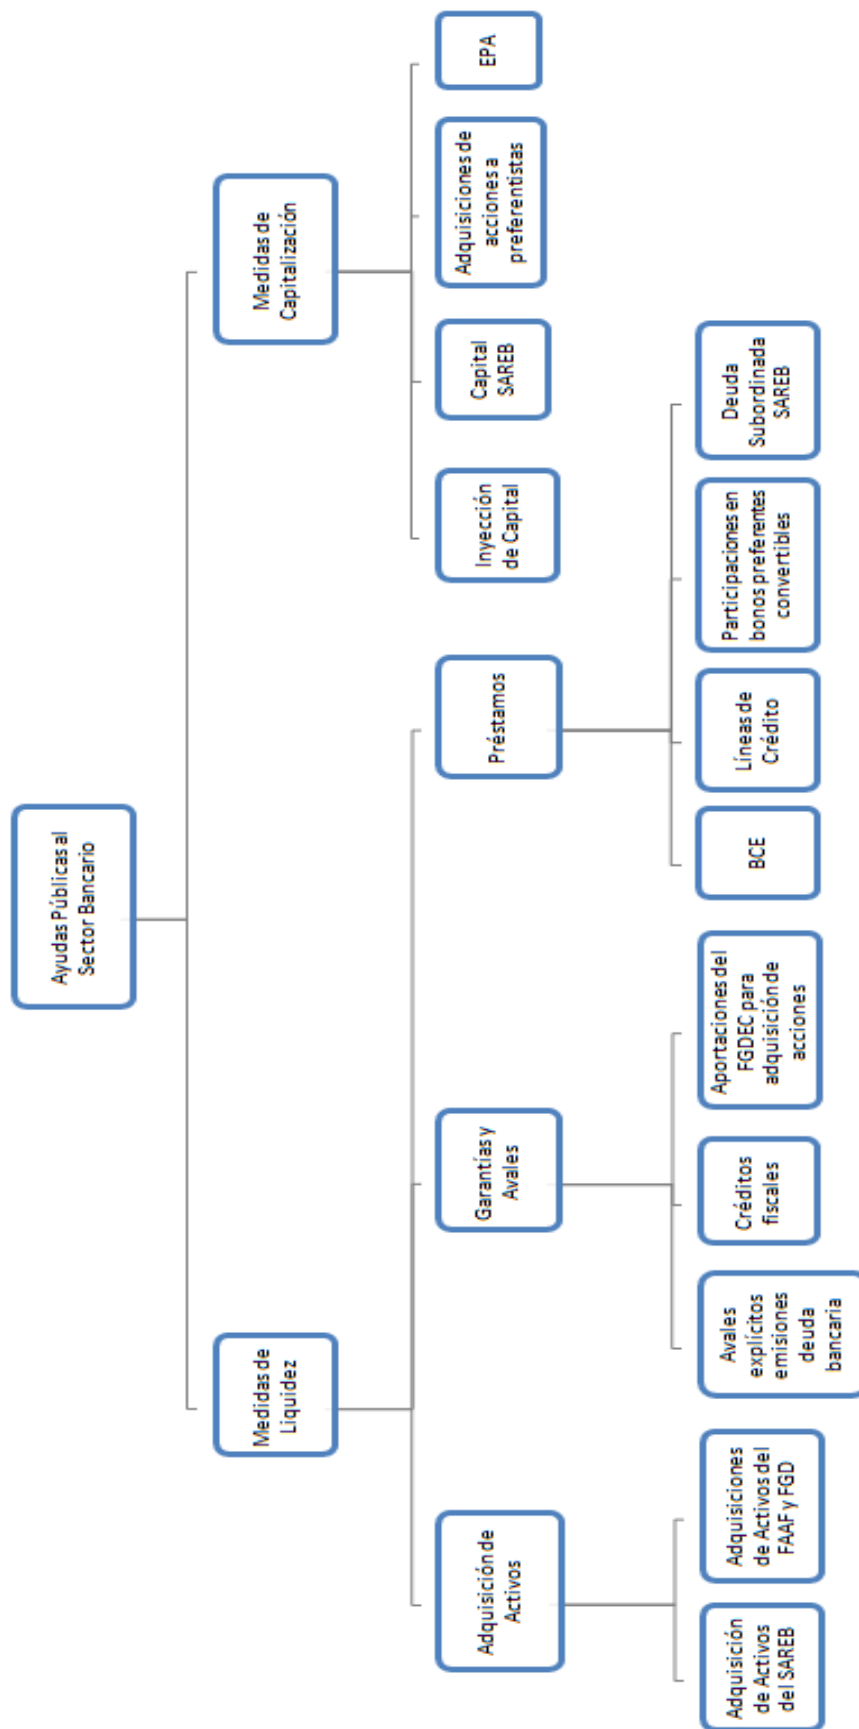 Ayudas Públicas al
Sector Bancario
Medidas de
Liquidez
Medidas de
Capitalización
Adquisición de
Activos
Garantías y
Avales
Préstamos
Inyección
de Capital
Capital
SAREB
Adquisiciones de
acciones a
preferentistas
EPA
Adquisición
de Activos
del SAREB
Adquisiciones
de Activos del
FAAF y FGD
Avales
explícitos
emisiones
deuda
bancaria
Créditos
fiscales
Aportaciones del
FGDEC para
adquisición de
acciones
BCE
Líneas de
Crédito
Participaciones en
bonos preferentes
convertibles
Deuda
Subordinada
SAREB